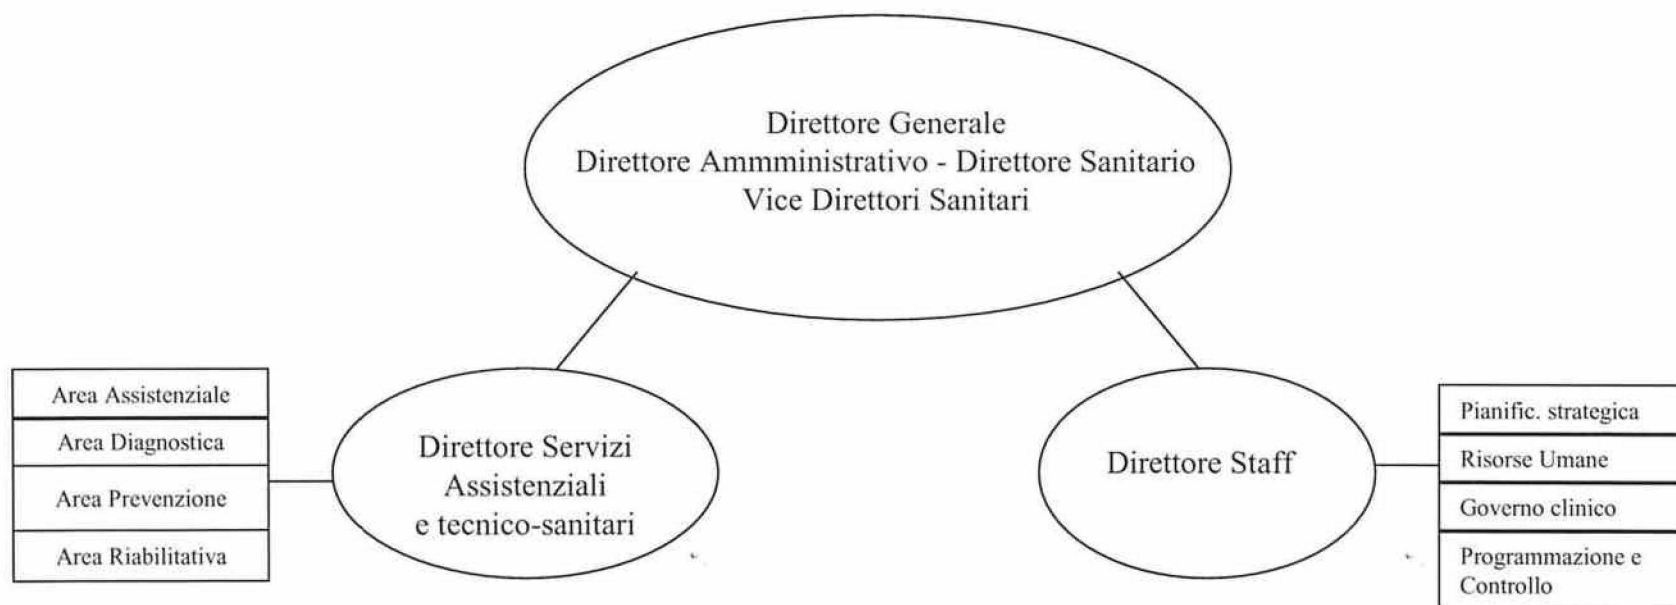 Direttore Generale
Direttore Ammministrativo - Direttore Sanitario
Vice Direttori Sanitari
Area Assistenziale
Area Diagnostica
Area Prevenzione
Area Riabilitativa
Direttore Servizi
Assistenziali
e tecnico-sanitari
Direttore Staff
Pianific. strategica
Risorse Umane
Governo clinico
Programmazione e
Controllo